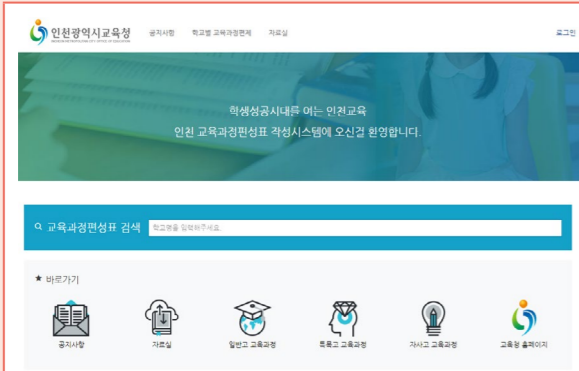 인천광역시교육청
공지사항 학교별 교육과정편제 자료실
로그인
학생성공시대를 여는 인천교육
인천 교육과정편성표 작성시스템에 오신걸 환영합니다.
교육과정편성표 검색 학교명을 입력해주세요.
바로가기
공지사항 자료실 일반고 교육과정 특목고 교육과정 자사고 교육과정 교육청 홈페이지